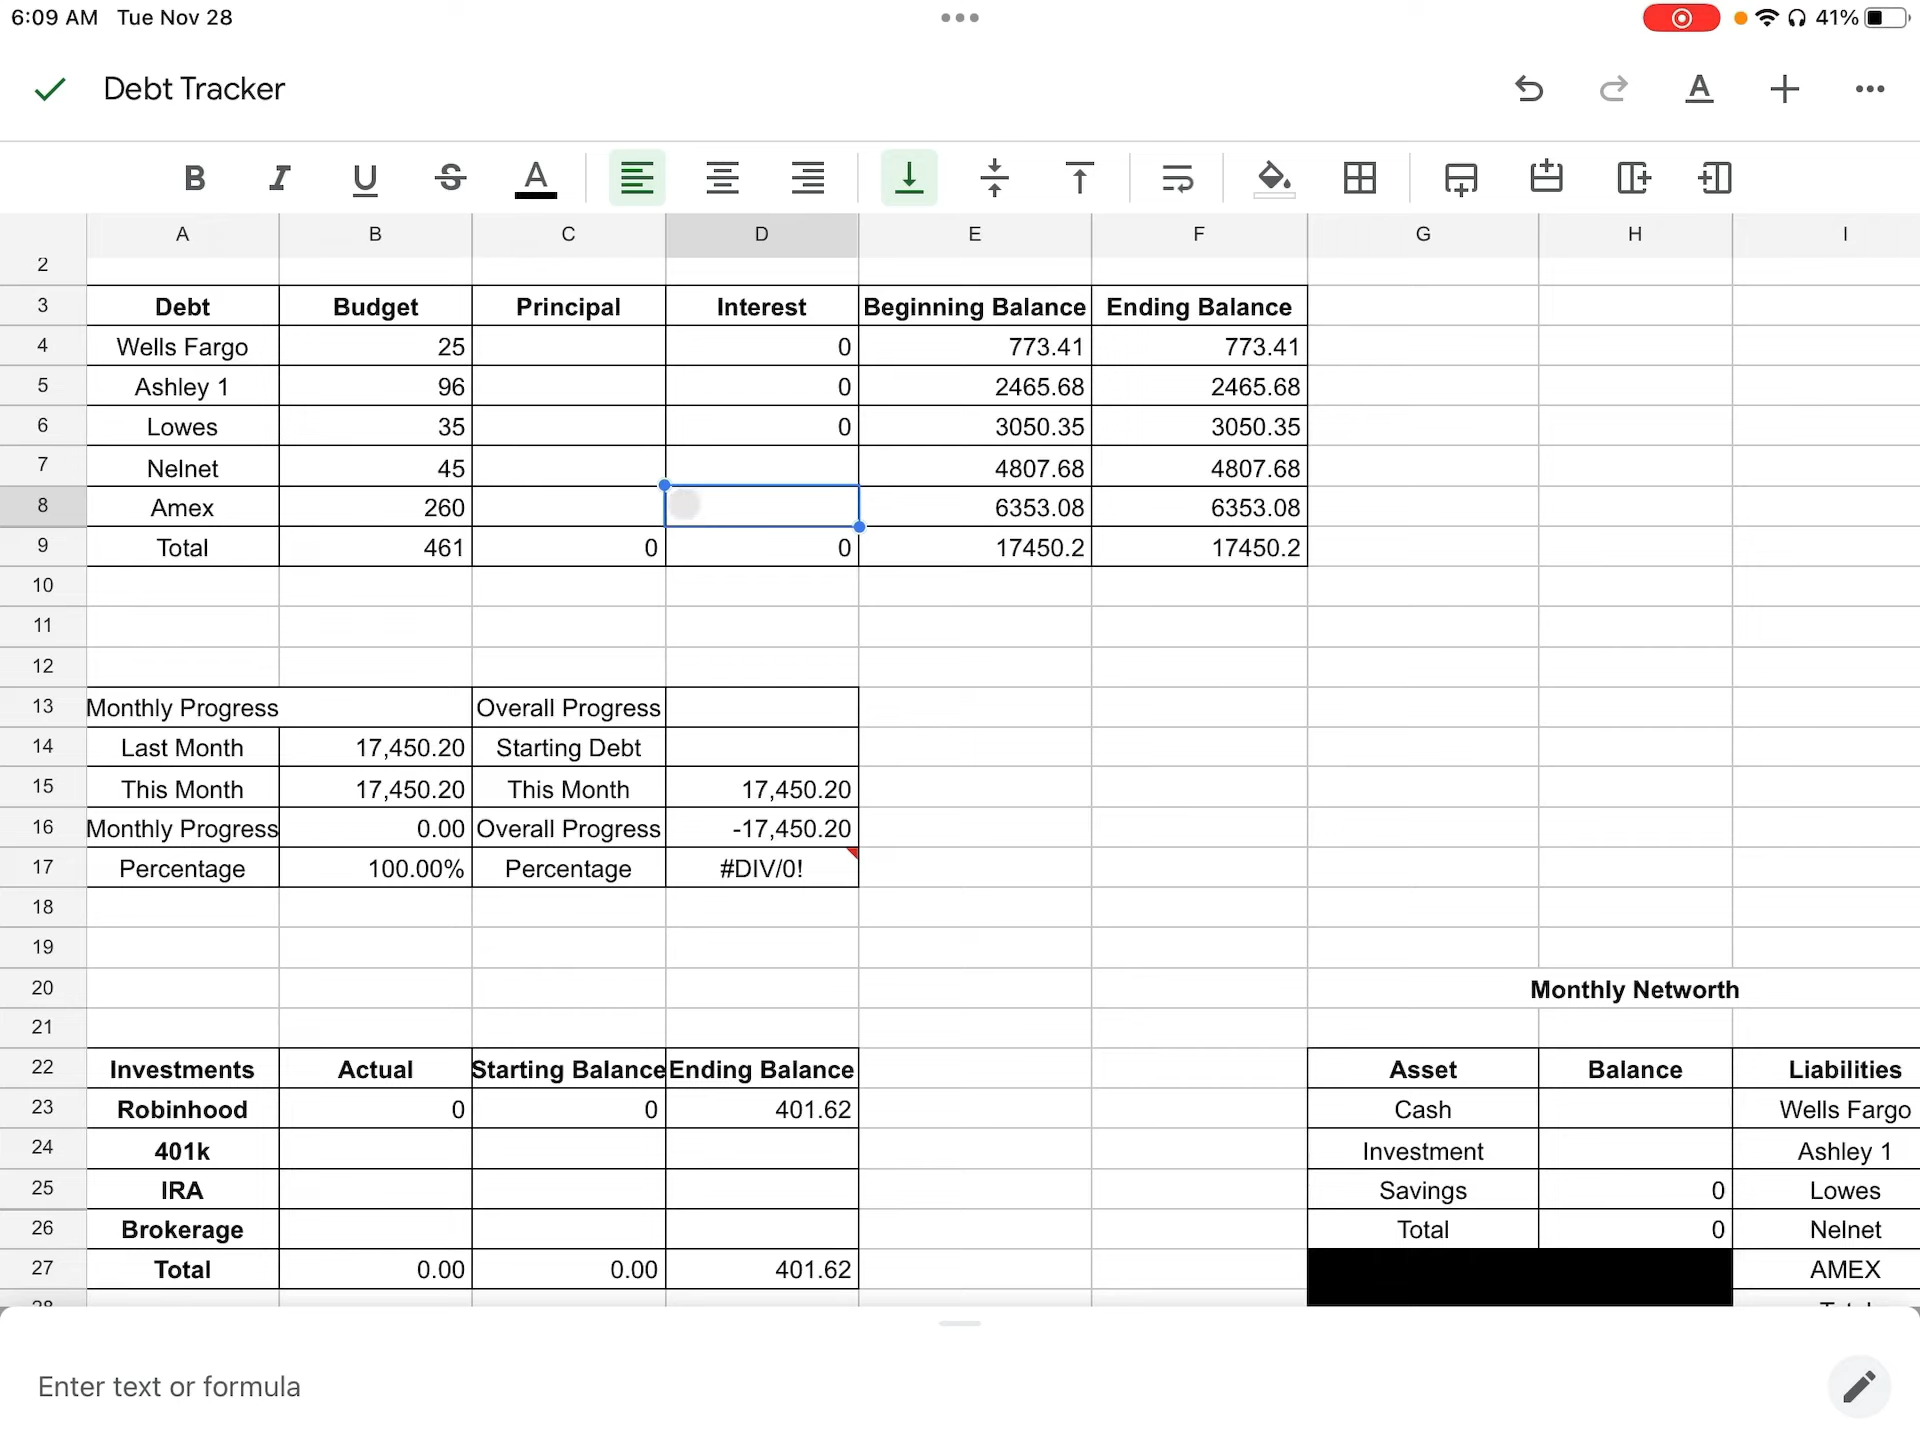 6:09 AM Tue Nov 28 41%
Debt Tracker
B I U S A
A B C D E F G H I
2
3 Debt Budget Principal Interest Beginning Balance Ending Balance
4 Wells Fargo 25 0 773.41 773.41
5 Ashley 1 96 0 2465.68 2465.68
6 Lowes 35 0 3050.35 3050.35
7 Nelnet 45 4807.68 4807.68
8 Amex 260 6353.08 6353.08
9 Total 461 0 0 17450.2 17450.2
10
11
12
13 Monthly Progress Overall Progress
14 Last Month 17,450.20 Starting Debt
15 This Month 17,450.20 This Month 17,450.20
16 Monthly Progress 0.00 Overall Progress -17,450.20
17 Percentage 100.00% Percentage #DIV/0!
18
19
20 Monthly Networth
21
22 Investments Actual Starting Balance Ending Balance Asset Balance Liabilities
23 Robinhood 0 0 401.62 Cash Wells Fargo
24 401k Investment Ashley 1
25 IRA Savings 0 Lowes
26 Brokerage Total 0 Nelnet
27 Total 0.00 0.00 401.62 AMEX
Enter text or formula